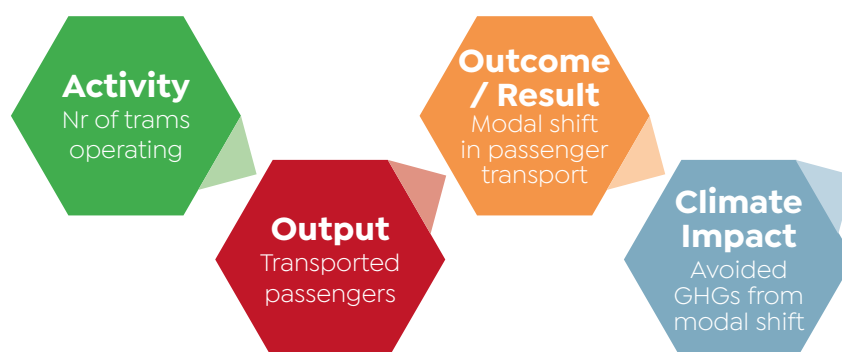 Activity
Nr of trams
operating
Output
Transported
passengers
Outcome
/ Result
Modal shift
in passenger
transport
Climate
Impact
Avoided
GHGs from
modal shift